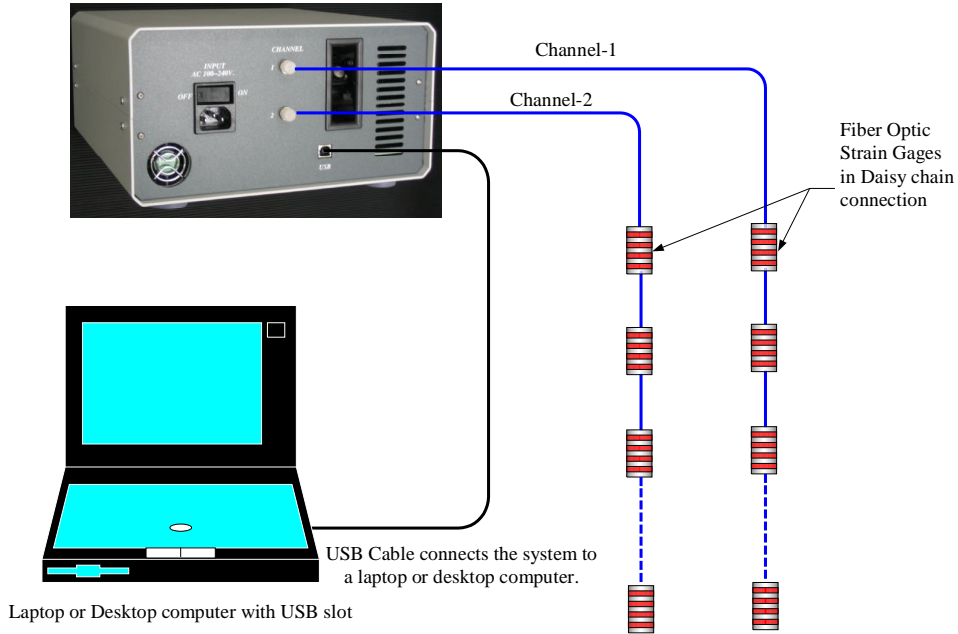 CHANNEL
INPUT
AC 100~240V.
OFF
ON
1
2
USB
Channel-1
Channel-2
Fiber Optic
Strain Gages
in Daisy chain
connection
USB Cable connects the system to
a laptop or desktop computer.
Laptop or Desktop computer with USB slot